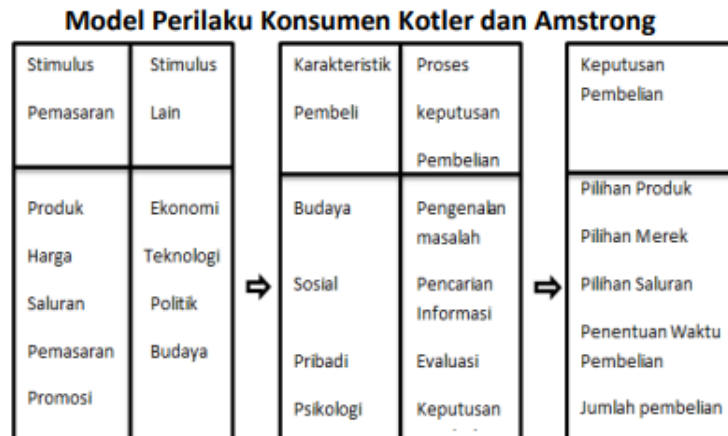 Model Perilaku Konsumen Kotler dan Amstrong
Stimulus
Pemasaran
Stimulus
Lain
Produk
Harga
Saluran
Pemasaran
Promosi
Ekonomi
Teknologi
Politik
Budaya
Karakteristik
Pembeli
Proses
keputusan
Pembelian
Budaya
Sosial
Pribadi
Psikologi
Pengenalan
masalah
Pencarian
Informasi
Evaluasi
Keputusan
Keputusan
Pembelian
Pilihan Produk
Pilihan Merek
Pilihan Saluran
Penentuan Waktu
Pembelian
Jumlah pembelian